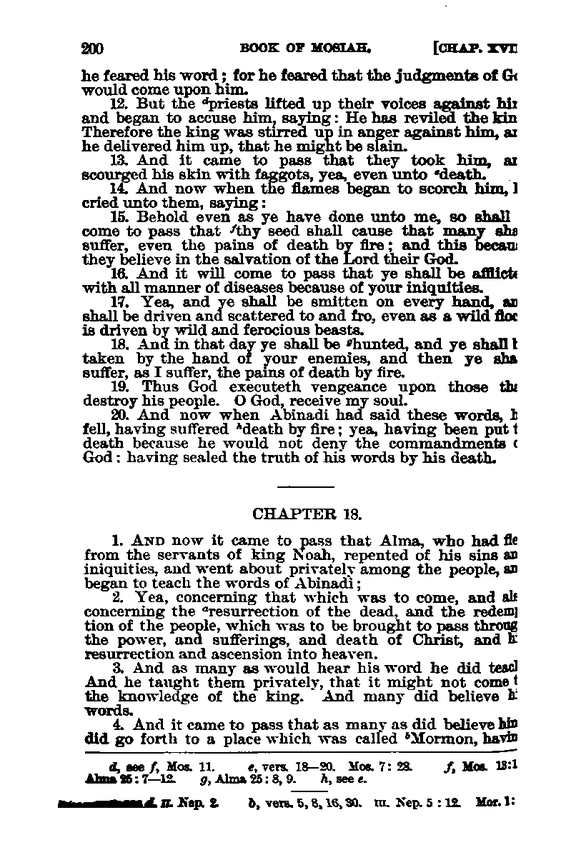 200 BOOK OF MOSIAH. [CHAP. XVII
he feared his word; for he feared that the judgments of G
would come upon him.
12. But the ᵈpriests lifted up their voices against hi
and began to accuse him, saying: He has reviled the kin
Therefore the king was stirred up in anger against him, a
he delivered him up, that he might be slain.
13. And it came to pass that they took him, a
scourged his skin with faggots, yea, even unto ᵉdeath.
14. And now when the flames began to scorch him,
cried unto them, saying:
15. Behold even as ye have done unto me, so shall
come to pass that ᶠthy seed shall cause that many sha
suffer, even the pains of death by fire; and this becau
they believe in the salvation of the Lord their God.
16. And it will come to pass that ye shall be afflicte
with all manner of diseases because of your iniquities.
17. Yea, and ye shall be smitten on every hand, an
shall be driven and scattered to and fro, even as a wild floc
is driven by wild and ferocious beasts.
18. And in that day ye shall be ᵍhunted, and ye shall
taken by the hand of your enemies, and then ye sha
suffer, as I suffer, the pains of death by fire.
19. Thus God executeth vengeance upon those tha
destroy his people. O God, receive my soul.
20. And now when Abinadi had said these words, h
fell, having suffered ʰdeath by fire; yea, having been put t
death because he would not deny the commandments
God: having sealed the truth of his words by his death.
CHAPTER 18.
1. AND now it came to pass that Alma, who had fle
from the servants of king Noah, repented of his sins an
iniquities, and went about privately among the people, an
began to teach the words of Abinadi;
2. Yea, concerning that which was to come, and als
concerning the ᵃresurrection of the dead, and the redemp
tion of the people, which was to be brought to pass throug
the power, and sufferings, and death of Christ, and h
resurrection and ascension into heaven.
3. And as many as would hear his word he did teac
And he taught them privately, that it might not come t
the knowledge of the king. And many did believe h
words.
4. And it came to pass that as many as did believe him
did go forth to a place which was called ᵇMormon, havin
d, see f, Mos. 11. e, vers. 18—20. Mos. 7: 28. f, Mos. 13:1
Alma 25: 7—12. g, Alma 25: 8, 9. h, see e.
d. II. Nep. 2. b, vers. 5, 8, 16, 30. III. Nep. 5: 12. Mor. 1: